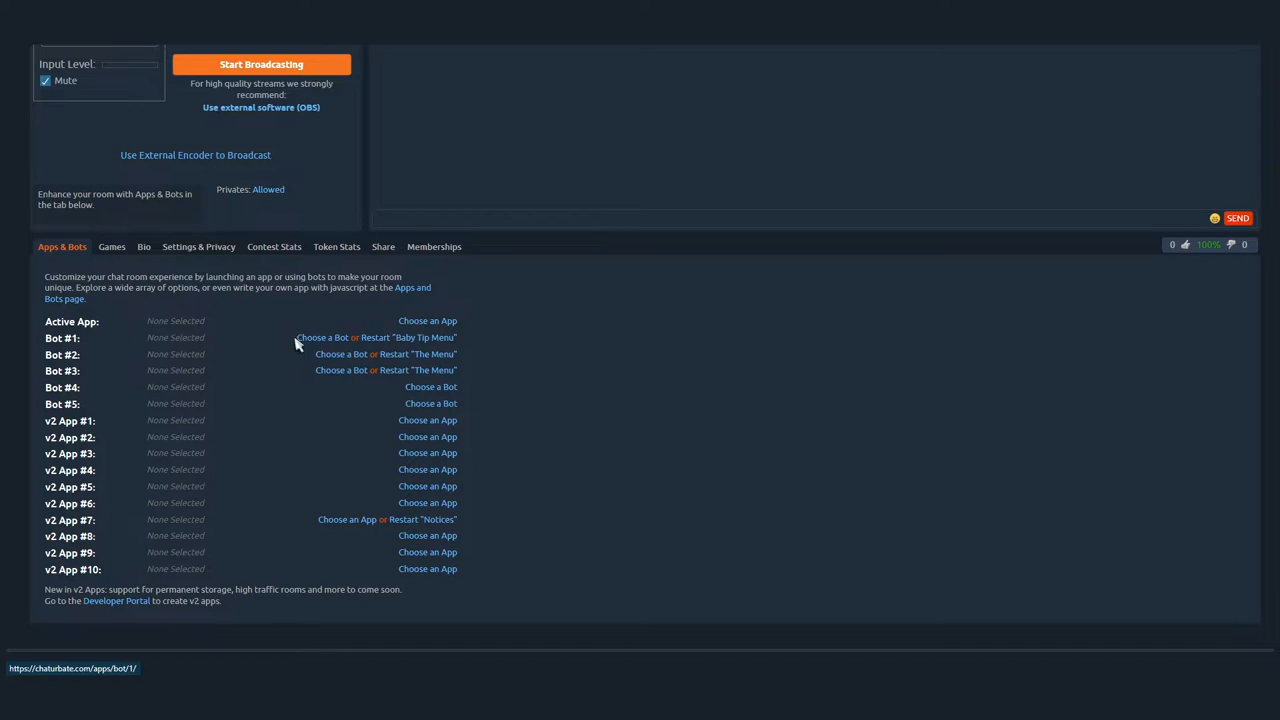 Input Level:
Mute
Start Broadcasting
For high quality streams we strongly
recommend:
Use external software (OBS)
Use External Encoder to Broadcast
Enhance your room with Apps & Bots in
the tab below.
Privates: Allowed
SEND
Apps & Bots Games Bio Settings & Privacy Contest Stats Token Stats Share Memberships
0 100% 0
Customize your chat room experience by launching an app or using bots to make your room
unique. Explore a wide array of options, or even write your own app with javascript at the Apps and
Bots page.
Active App: None Selected Choose an App
Bot #1: None Selected Choose a Bot or Restart "Baby Tip Menu"
Bot #2: None Selected Choose a Bot or Restart "The Menu"
Bot #3: None Selected Choose a Bot or Restart "The Menu"
Bot #4: None Selected Choose a Bot
Bot #5: None Selected Choose a Bot
v2 App #1: None Selected Choose an App
v2 App #2: None Selected Choose an App
v2 App #3: None Selected Choose an App
v2 App #4: None Selected Choose an App
v2 App #5: None Selected Choose an App
v2 App #6: None Selected Choose an App
v2 App #7: None Selected Choose an App or Restart "Notices"
v2 App #8: None Selected Choose an App
v2 App #9: None Selected Choose an App
v2 App #10: None Selected Choose an App
New in v2 Apps: support for permanent storage, high traffic rooms and more to come soon.
Go to the Developer Portal to create v2 apps.
https://chaturbate.com/apps/bot/1/